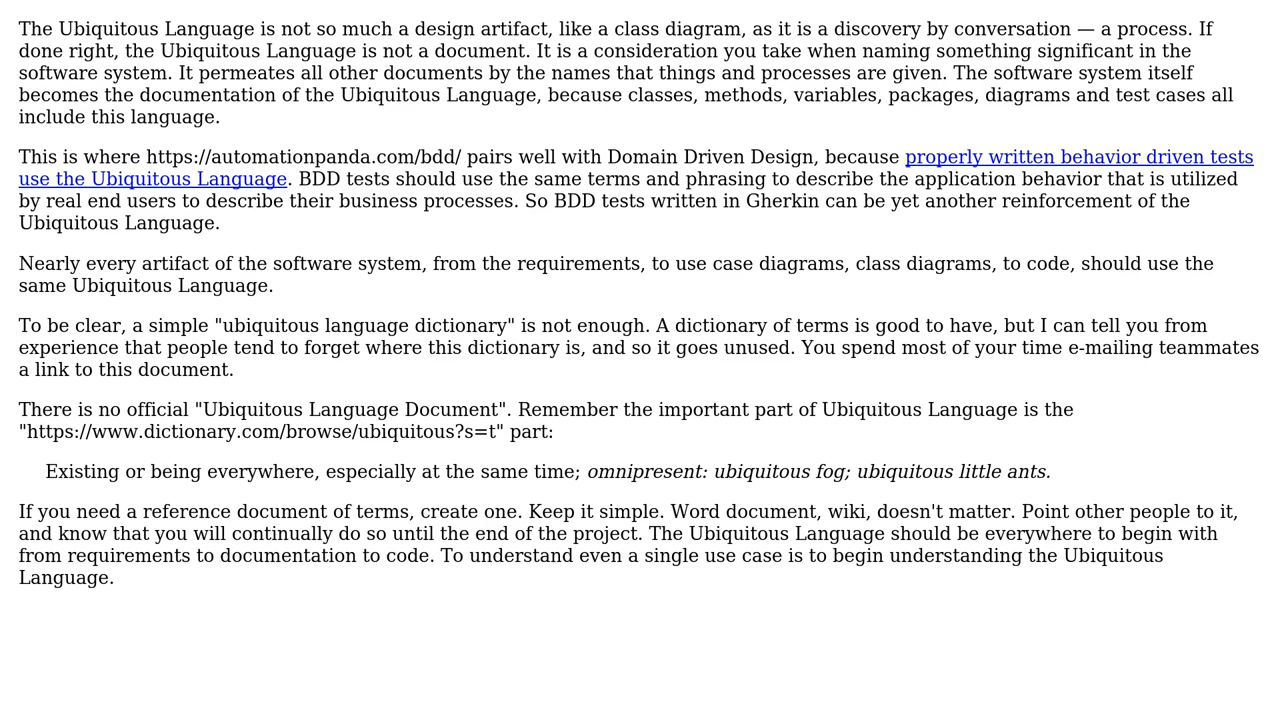 The Ubiquitous Language is not so much a design artifact, like a class diagram, as it is a discovery by conversation — a process. If
done right, the Ubiquitous Language is not a document. It is a consideration you take when naming something significant in the
software system. It permeates all other documents by the names that things and processes are given. The software system itself
becomes the documentation of the Ubiquitous Language, because classes, methods, variables, packages, diagrams and test cases all
include this language.
This is where https://automationpanda.com/bdd/ pairs well with Domain Driven Design, because properly written behavior driven tests
use the Ubiquitous Language. BDD tests should use the same terms and phrasing to describe the application behavior that is utilized
by real end users to describe their business processes. So BDD tests written in Gherkin can be yet another reinforcement of the
Ubiquitous Language.
Nearly every artifact of the software system, from the requirements, to use case diagrams, class diagrams, to code, should use the
same Ubiquitous Language.
To be clear, a simple "ubiquitous language dictionary" is not enough. A dictionary of terms is good to have, but I can tell you from
experience that people tend to forget where this dictionary is, and so it goes unused. You spend most of your time e-mailing teammates
a link to this document.
There is no official "Ubiquitous Language Document". Remember the important part of Ubiquitous Language is the
"https://www.dictionary.com/browse/ubiquitous?s=t" part:
Existing or being everywhere, especially at the same time; omnipresent: ubiquitous fog; ubiquitous little ants.
If you need a reference document of terms, create one. Keep it simple. Word document, wiki, doesn't matter. Point other people to it,
and know that you will continually do so until the end of the project. The Ubiquitous Language should be everywhere to begin with
from requirements to documentation to code. To understand even a single use case is to begin understanding the Ubiquitous
Language.